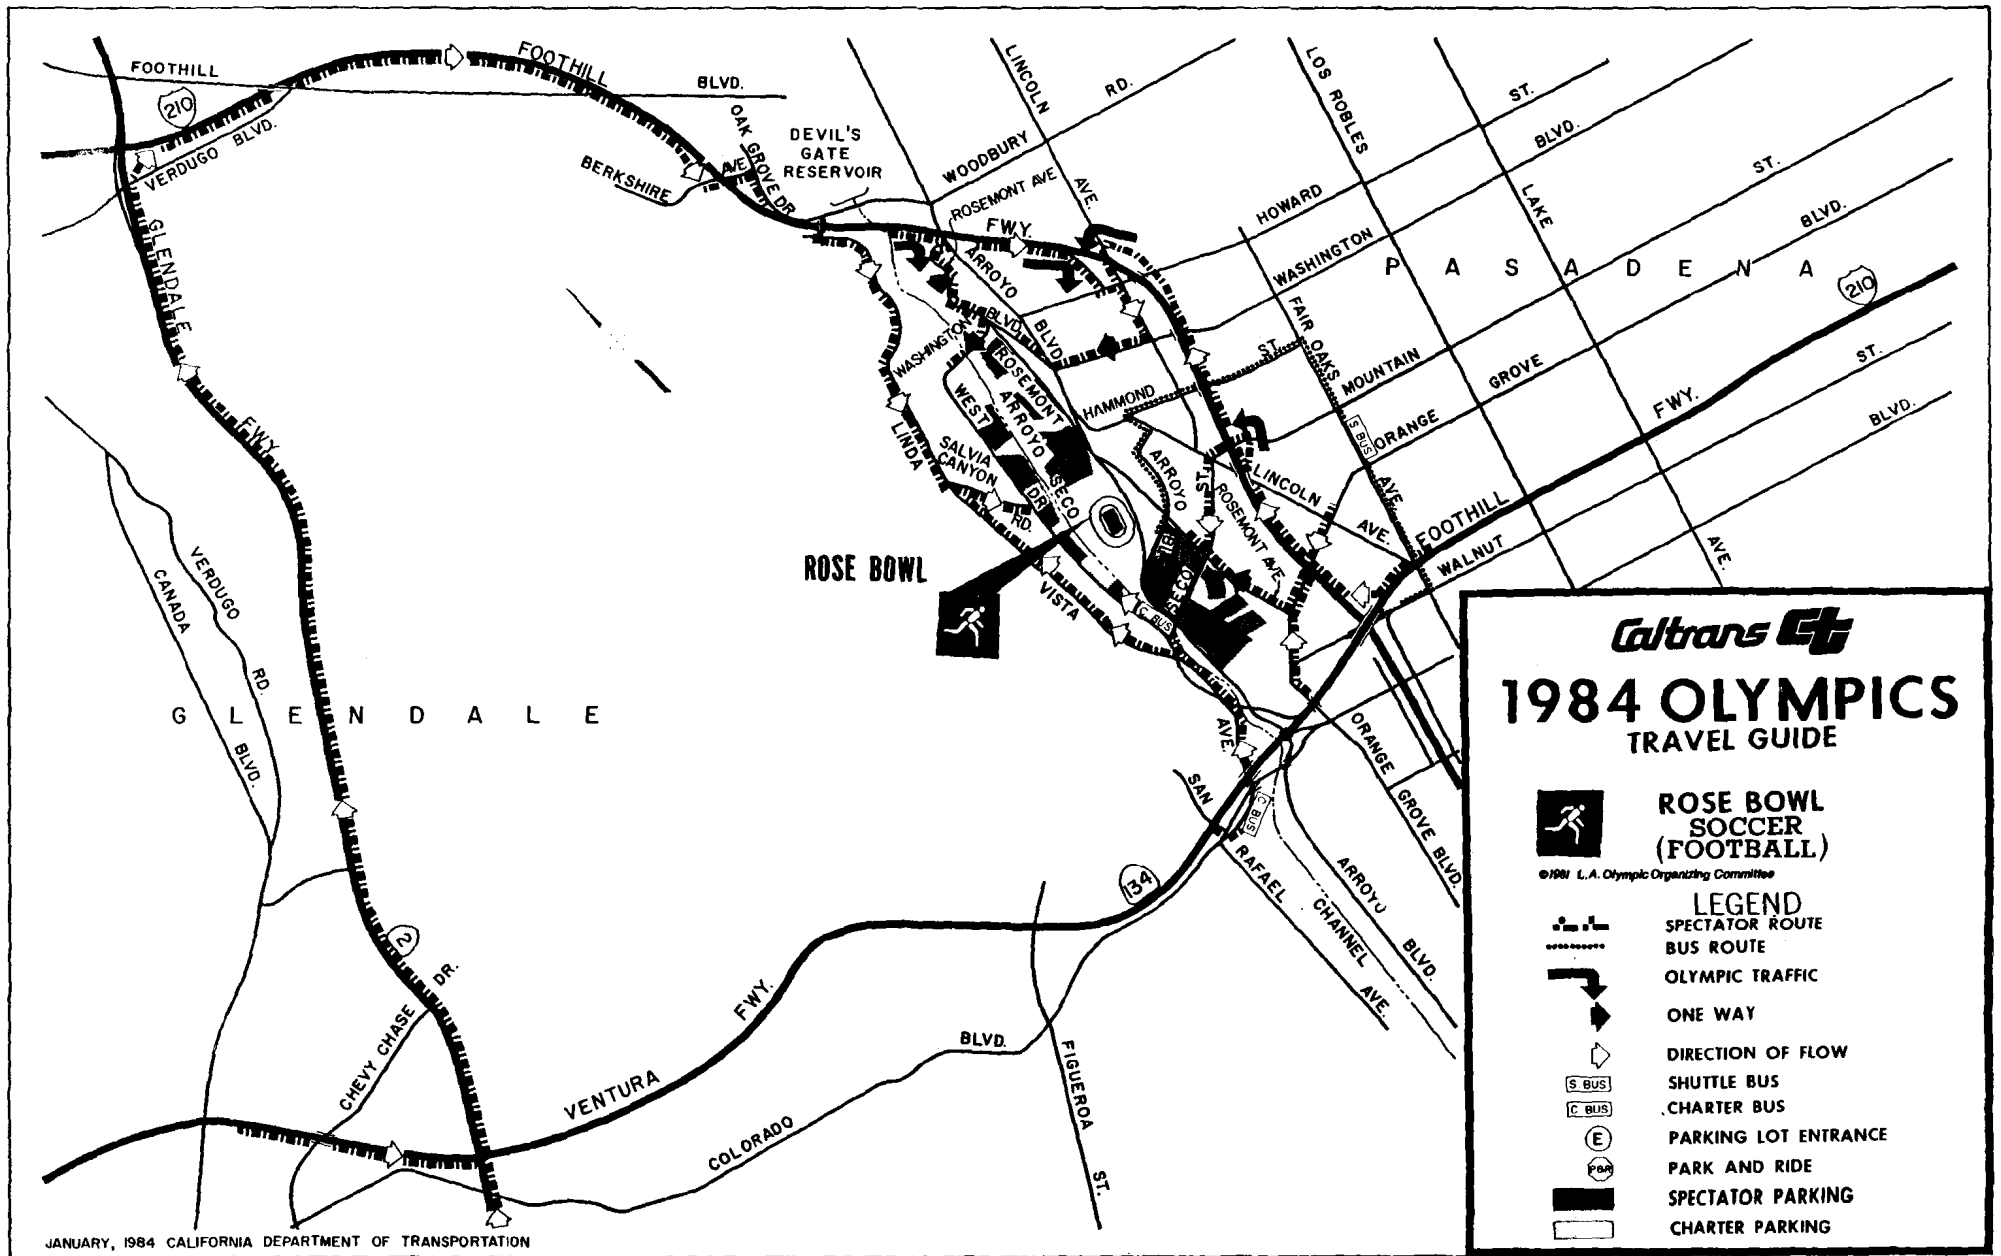 FOOTHILL
BLVD.
FOOTHILL
210
VERDUGO BLVD.
OAK GROVE DR.
BERKSHIRE
AVE.
DEVIL'S
GATE
RESERVOIR
LINCOLN
AVE.
WOODBURY
RD.
ROSEMONT AVE
FWY.
LOS ROBLES
HOWARD
ST.
WASHINGTON
BLVD.
LAKE
AVE.
P A S A D E N A
210
GLENDALE
FWY.
ARROYO
BLVD.
BLVD.
WASHINGTON
FAIR OAKS
AVE.
MOUNTAIN
ST.
ORANGE
GROVE
BLVD.
HAMMOND
ST.
ROSEMONT
ARROYO
SECO
WEST
DR.
SALVIA
CANYON
RD.
LINDA
VISTA
AVE.
S BUS
ARROYO
ST.
ROSEMONT AVE.
LINCOLN
AVE.
FOOTHILL
FWY.
WALNUT
ST.
BLVD.
SECO
C BUS
ROSE BOWL
VERDUGO
RD.
CANADA
BLVD.
G L E N D A L E
2
CHEVY CHASE
DR.
VENTURA
FWY.
134
COLORADO
BLVD.
FIGUEROA
ST.
SAN
RAFAEL
AVE.
C BUS
ORANGE
GROVE BLVD.
ARROYO
BLVD.
CHANNEL
Caltrans
1984 OLYMPICS
TRAVEL GUIDE
ROSE BOWL
SOCCER
(FOOTBALL)
©1981 L.A. Olympic Organizing Committee
LEGEND
SPECTATOR ROUTE
BUS ROUTE
OLYMPIC TRAFFIC
ONE WAY
DIRECTION OF FLOW
S BUS SHUTTLE BUS
C BUS CHARTER BUS
E PARKING LOT ENTRANCE
P&R PARK AND RIDE
SPECTATOR PARKING
CHARTER PARKING
JANUARY, 1984 CALIFORNIA DEPARTMENT OF TRANSPORTATION